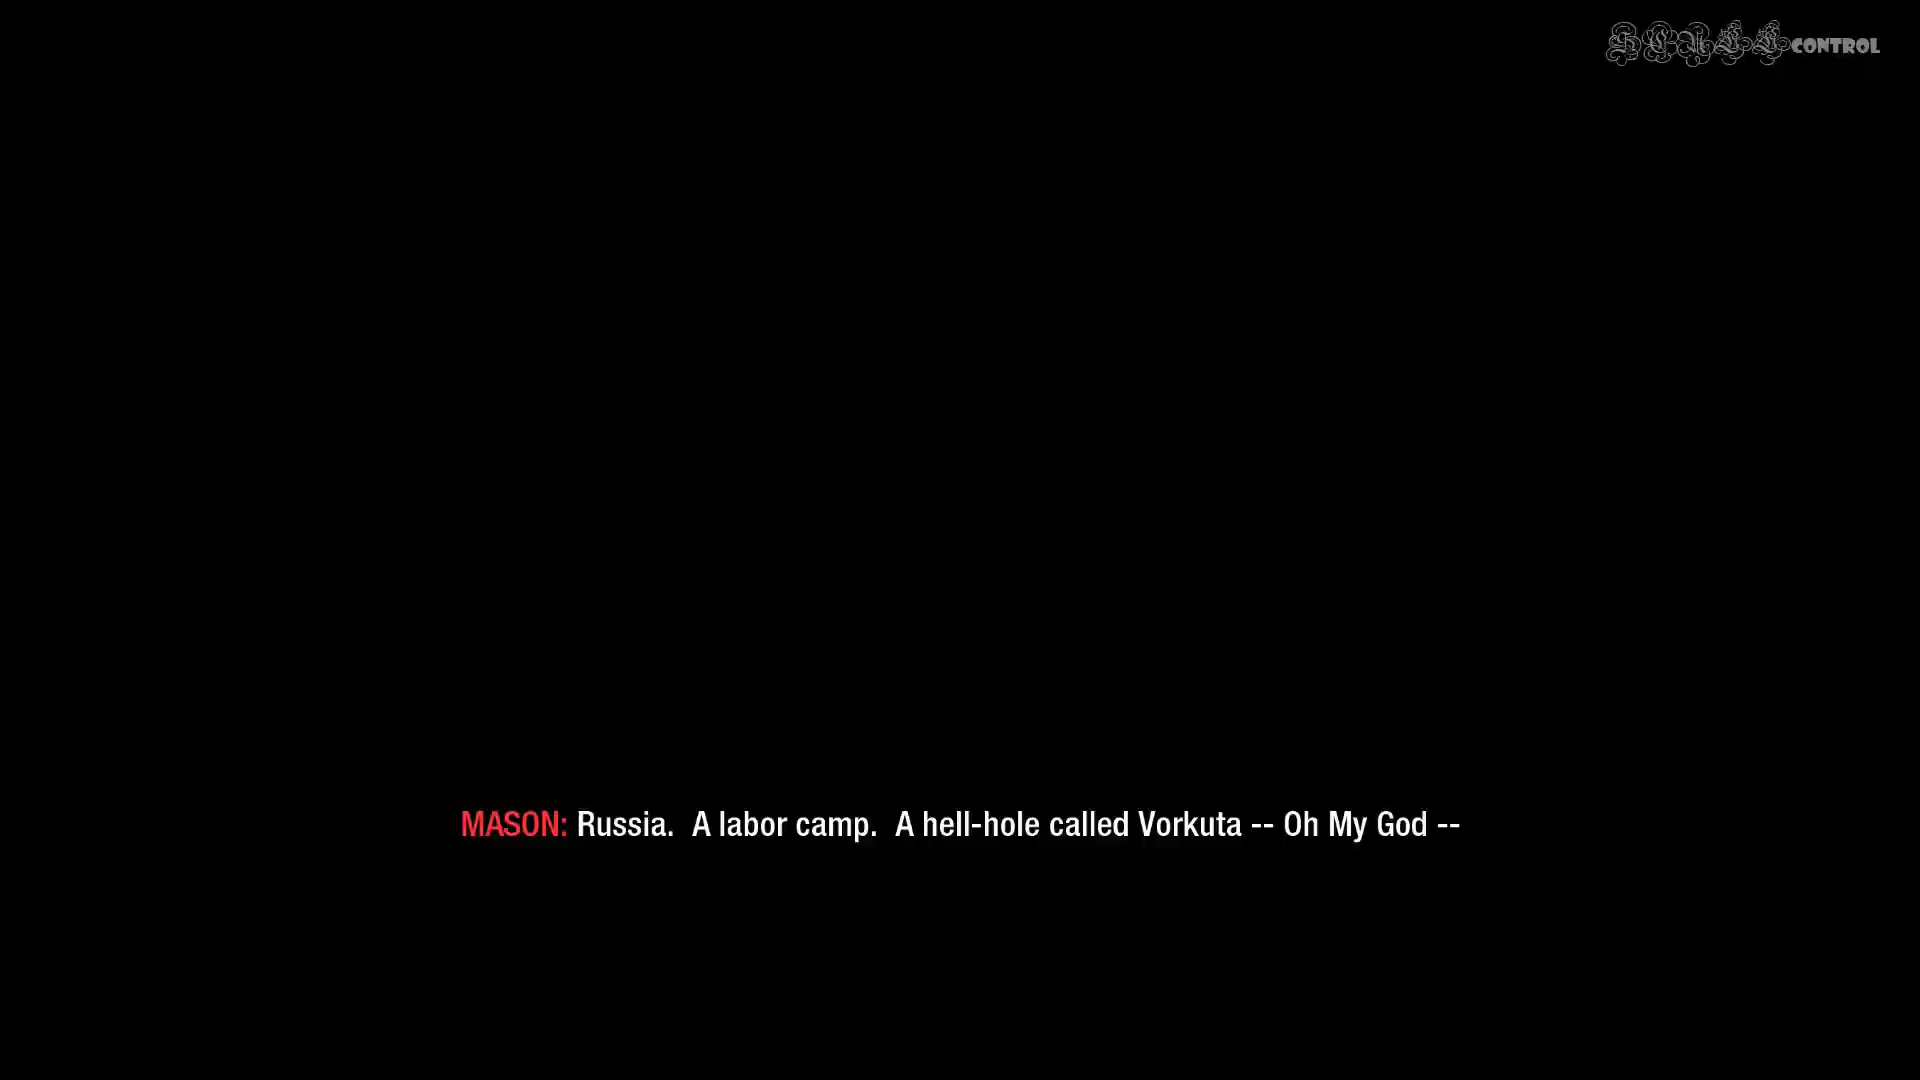 CONTROL
MASON: Russia.  A labor camp.  A hell-hole called Vorkuta -- Oh My God --